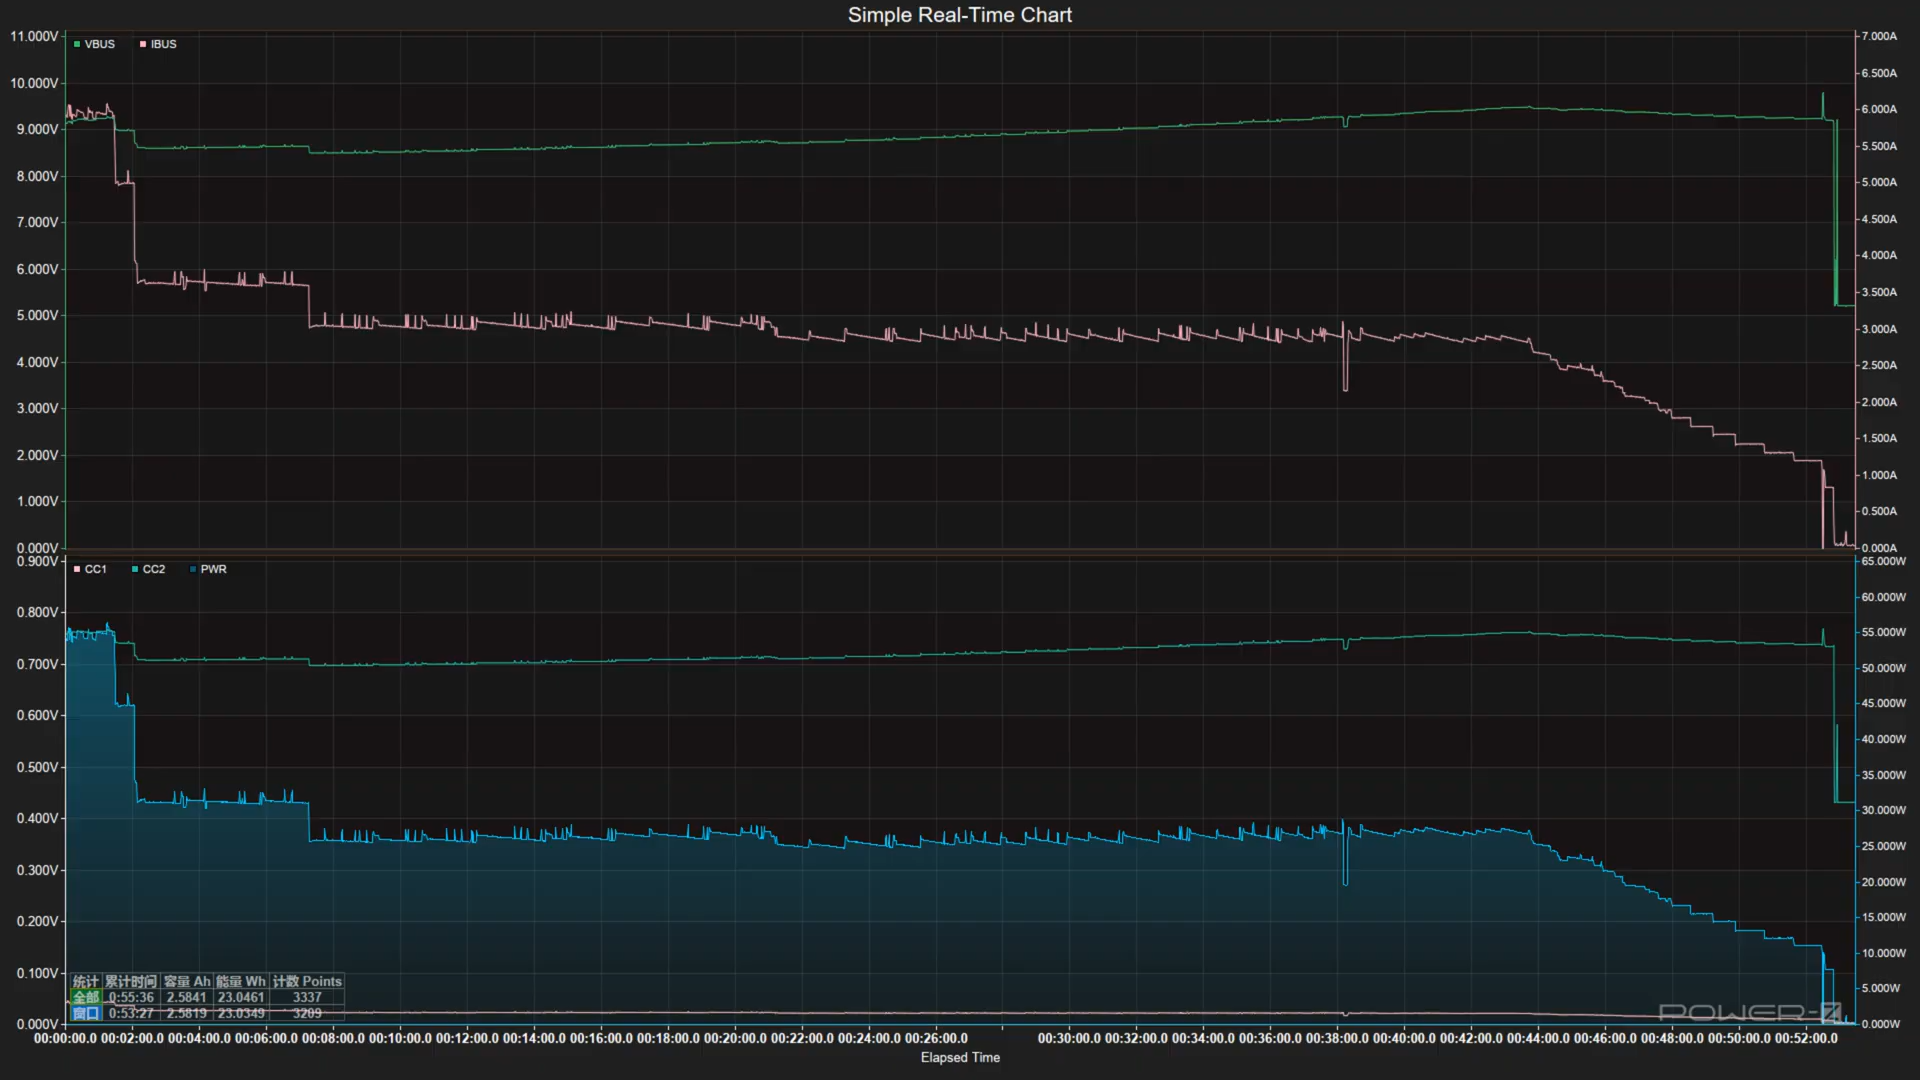 Simple Real-Time Chart
VBUS IBUS
11.000V
10.000V
9.000V
8.000V
7.000V
6.000V
5.000V
4.000V
3.000V
2.000V
1.000V
0.000V
7.000A
6.500A
6.000A
5.500A
5.000A
4.500A
4.000A
3.500A
3.000A
2.500A
2.000A
1.500A
1.000A
0.500A
0.000A
CC1 CC2 PWR
0.900V
0.800V
0.700V
0.600V
0.500V
0.400V
0.300V
0.200V
0.100V
0.000V
65.000W
60.000W
55.000W
50.000W
45.000W
40.000W
35.000W
30.000W
25.000W
20.000W
15.000W
10.000W
5.000W
0.000W
统计 累计时间 容量 Ah 能量 Wh 计数 Points
全部 0:55:36 2.5841 23.0461 3337
窗口 0:53:27 2.5819 23.0349 3209
POWER-Z
00:00:00.0 00:02:00.0 00:04:00.0 00:06:00.0 00:08:00.0 00:10:00.0 00:12:00.0 00:14:00.0 00:16:00.0 00:18:00.0 00:20:00.0 00:22:00.0 00:24:00.0 00:26:00.0 00:30:00.0 00:32:00.0 00:34:00.0 00:36:00.0 00:38:00.0 00:40:00.0 00:42:00.0 00:44:00.0 00:46:00.0 00:48:00.0 00:50:00.0 00:52:00.0
Elapsed Time